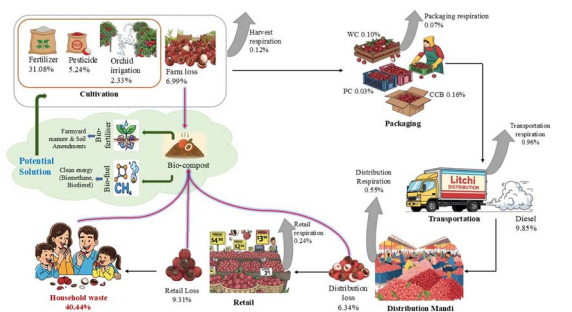 Fertilizer
31.08%
Pesticide
5.24%
Orchid
irrigation
2.33%
Farm loss
6.99%
Cultivation
Harvest
respiration
0.12%
WC 0.10%
Packaging respiration
0.07%
PC 0.03%
CCB 0.16%
Packaging
Transportation
respiration
0.96%
Litchi
DISTRIBUTION
Transportation
Diesel
9.85%
Distribution
Respiration
0.55%
Distribution Mandi
Distribution
loss
6.34%
Retail
respiration
0.24%
Retail
Retail Loss
9.31%
Household waste
40.44%
Potential
Solution
Farmyard
manure & Soil
Amendments
Bio-
fertiliser
Clean energy
(Biomethane,
Biodiesel)
Bio-fuel
CH4
Bio-compost